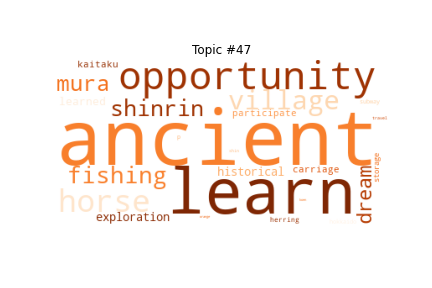 Topic #47
kaitaku
mura
opportunity
learned
shinrin
village
participate
travel
ancient
fishing
historical
carriage
storage
horse
learn
dream
exploration
herring